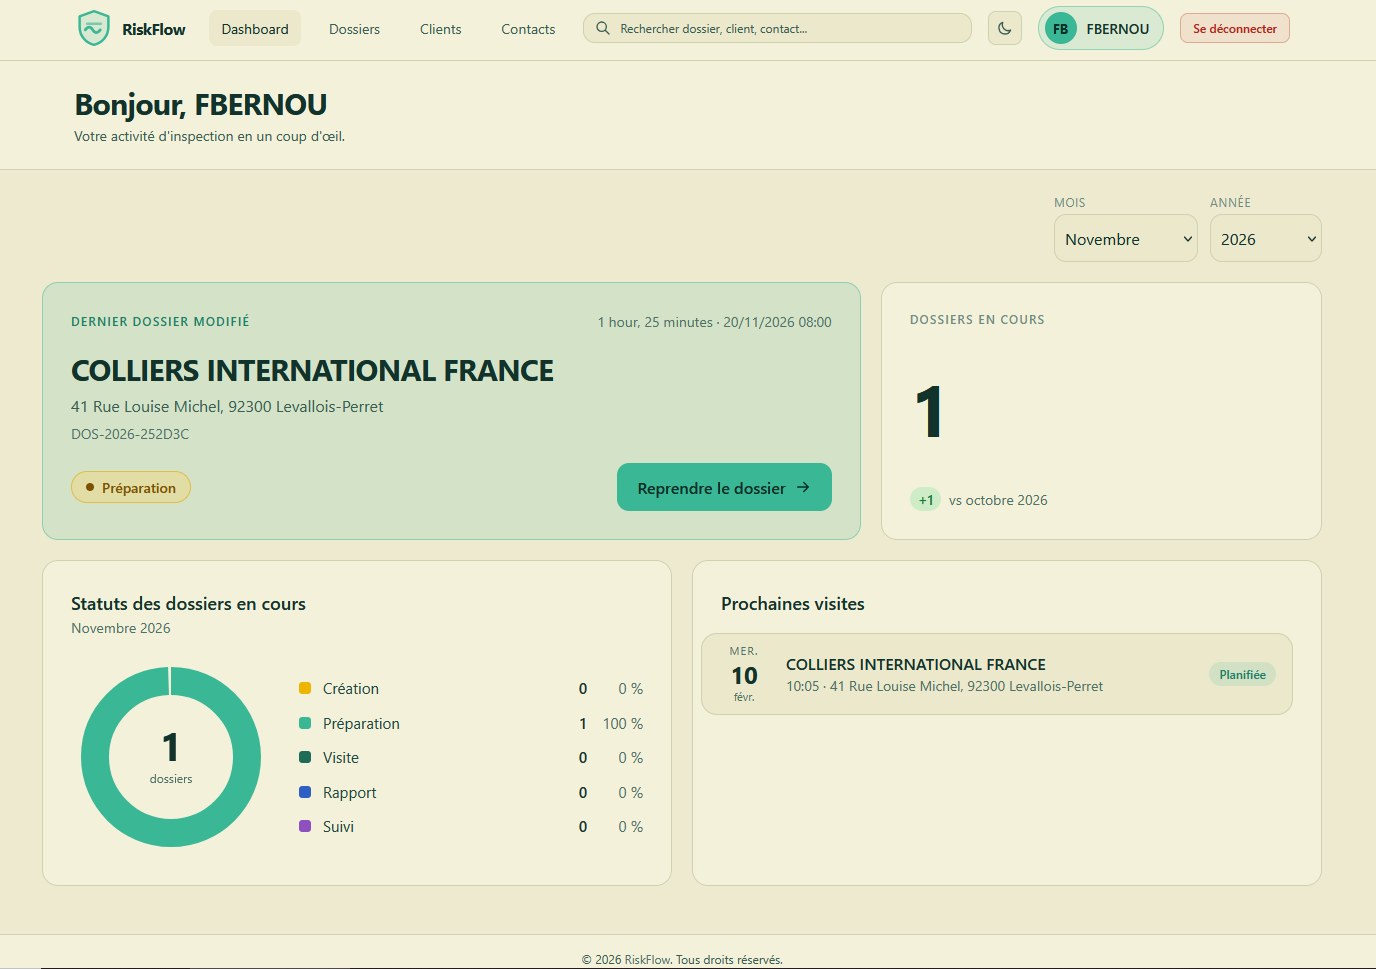 RiskFlow Dashboard Dossiers Clients Contacts Rechercher dossier, client, contact... FB FBERNOU Se déconnecter
Bonjour, FBERNOU
Votre activité d'inspection en un coup d'œil.
MOIS ANNÉE
Novembre 2026
DERNIER DOSSIER MODIFIÉ 1 hour, 25 minutes · 20/11/2026 08:00
COLLIERS INTERNATIONAL FRANCE
41 Rue Louise Michel, 92300 Levallois-Perret
DOS-2026-252D3C
Préparation Reprendre le dossier →
DOSSIERS EN COURS
1
+1 vs octobre 2026
Statuts des dossiers en cours
Novembre 2026
1
dossiers
Création 0 0 %
Préparation 1 100 %
Visite 0 0 %
Rapport 0 0 %
Suivi 0 0 %
Prochaines visites
MER.
10
févr.
COLLIERS INTERNATIONAL FRANCE
10:05 · 41 Rue Louise Michel, 92300 Levallois-Perret
Planifiée
© 2026 RiskFlow. Tous droits réservés.